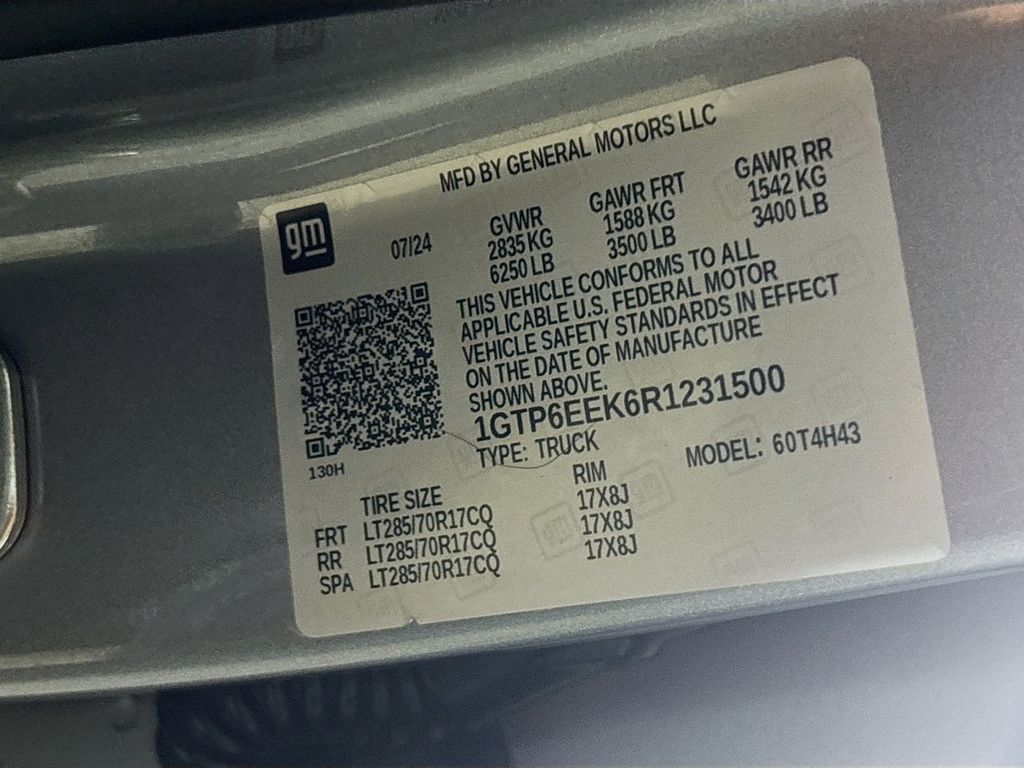 MFD BY GENERAL MOTORS LLC
gm
07/24
GVWR GAWR FRT GAWR RR
2835 KG 1588 KG 1542 KG
6250 LB 3500 LB 3400 LB
THIS VEHICLE CONFORMS TO ALL
APPLICABLE U.S. FEDERAL MOTOR
VEHICLE SAFETY STANDARDS IN EFFECT
ON THE DATE OF MANUFACTURE
SHOWN ABOVE.
1GTP6EEK6R1231500
130H
TYPE: TRUCK MODEL: 60T4H43
TIRE SIZE RIM
FRT LT285/70R17CQ 17X8J
RR LT285/70R17CQ 17X8J
SPA LT285/70R17CQ 17X8J
gm
gm